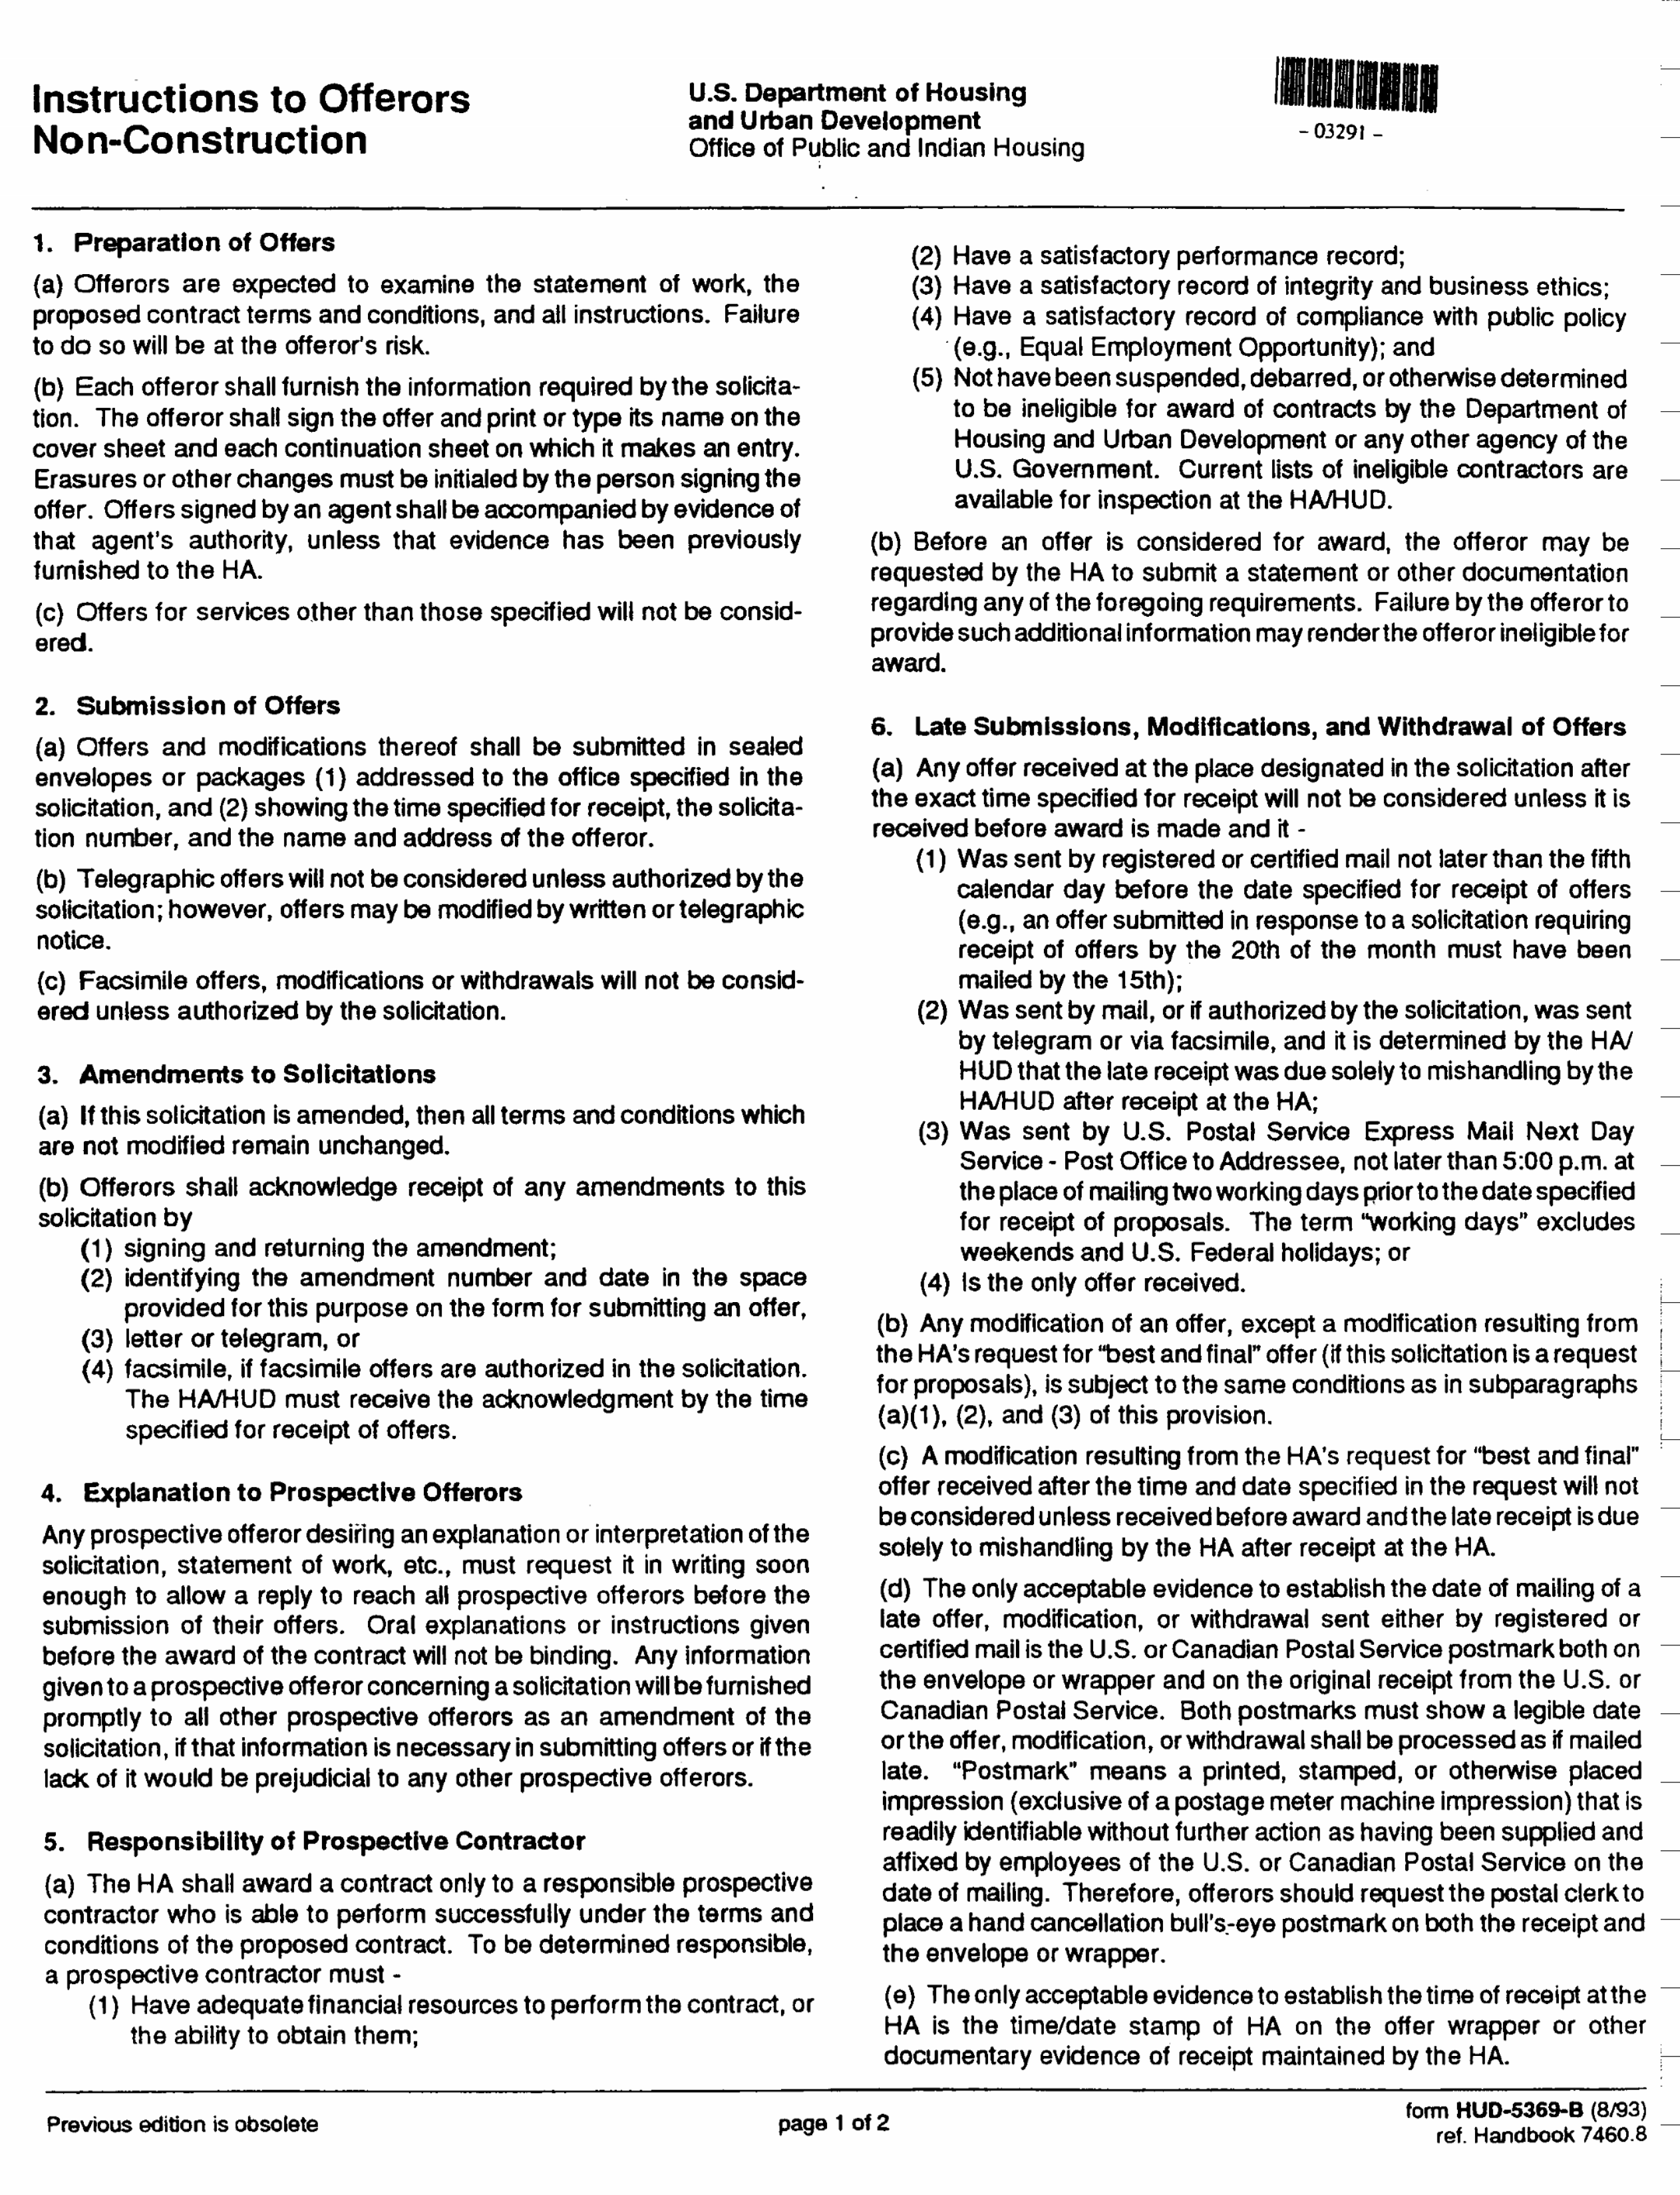 Instructions to Offerors
Non-Construction
U.S. Department of Housing
and Urban Development
Office of Public and Indian Housing
- 03291 -
1. Preparation of Offers
(a) Offerors are expected to examine the statement of work, the
proposed contract terms and conditions, and all instructions. Failure
to do so will be at the offeror's risk.
(b) Each offeror shall furnish the information required by the solicita-
tion. The offeror shall sign the offer and print or type its name on the
cover sheet and each continuation sheet on which it makes an entry.
Erasures or other changes must be initialed by the person signing the
offer. Offers signed by an agent shall be accompanied by evidence of
that agent's authority, unless that evidence has been previously
furnished to the HA.
(c) Offers for services other than those specified will not be consid-
ered.
2. Submission of Offers
(a) Offers and modifications thereof shall be submitted in sealed
envelopes or packages (1) addressed to the office specified in the
solicitation, and (2) showing the time specified for receipt, the solicita-
tion number, and the name and address of the offeror.
(b) Telegraphic offers will not be considered unless authorized by the
solicitation; however, offers may be modified by written or telegraphic
notice.
(c) Facsimile offers, modifications or withdrawals will not be consid-
ered unless authorized by the solicitation.
3. Amendments to Solicitations
(a) If this solicitation is amended, then all terms and conditions which
are not modified remain unchanged.
(b) Offerors shall acknowledge receipt of any amendments to this
solicitation by
(1) signing and returning the amendment;
(2) identifying the amendment number and date in the space
provided for this purpose on the form for submitting an offer,
(3) letter or telegram, or
(4) facsimile, if facsimile offers are authorized in the solicitation.
The HA/HUD must receive the acknowledgment by the time
specified for receipt of offers.
4. Explanation to Prospective Offerors
Any prospective offeror desiring an explanation or interpretation of the
solicitation, statement of work, etc., must request it in writing soon
enough to allow a reply to reach all prospective offerors before the
submission of their offers. Oral explanations or instructions given
before the award of the contract will not be binding. Any information
given to a prospective offeror concerning a solicitation will be furnished
promptly to all other prospective offerors as an amendment of the
solicitation, if that information is necessary in submitting offers or if the
lack of it would be prejudicial to any other prospective offerors.
5. Responsibility of Prospective Contractor
(a) The HA shall award a contract only to a responsible prospective
contractor who is able to perform successfully under the terms and
conditions of the proposed contract. To be determined responsible,
a prospective contractor must -
(1) Have adequate financial resources to perform the contract, or
the ability to obtain them;
(2) Have a satisfactory performance record;
(3) Have a satisfactory record of integrity and business ethics;
(4) Have a satisfactory record of compliance with public policy
(e.g., Equal Employment Opportunity); and
(5) Not have been suspended, debarred, or otherwise determined
to be ineligible for award of contracts by the Department of
Housing and Urban Development or any other agency of the
U.S. Government. Current lists of ineligible contractors are
available for inspection at the HA/HUD.
(b) Before an offer is considered for award, the offeror may be
requested by the HA to submit a statement or other documentation
regarding any of the foregoing requirements. Failure by the offeror to
provide such additional information may render the offeror ineligible for
award.
6. Late Submissions, Modifications, and Withdrawal of Offers
(a) Any offer received at the place designated in the solicitation after
the exact time specified for receipt will not be considered unless it is
received before award is made and it -
(1) Was sent by registered or certified mail not later than the fifth
calendar day before the date specified for receipt of offers
(e.g., an offer submitted in response to a solicitation requiring
receipt of offers by the 20th of the month must have been
mailed by the 15th);
(2) Was sent by mail, or if authorized by the solicitation, was sent
by telegram or via facsimile, and it is determined by the HA/
HUD that the late receipt was due solely to mishandling by the
HA/HUD after receipt at the HA;
(3) Was sent by U.S. Postal Service Express Mail Next Day
Service - Post Office to Addressee, not later than 5:00 p.m. at
the place of mailing two working days prior to the date specified
for receipt of proposals. The term "working days" excludes
weekends and U.S. Federal holidays; or
(4) Is the only offer received.
(b) Any modification of an offer, except a modification resulting from
the HA's request for "best and final" offer (if this solicitation is a request
for proposals), is subject to the same conditions as in subparagraphs
(a)(1), (2), and (3) of this provision.
(c) A modification resulting from the HA's request for "best and final"
offer received after the time and date specified in the request will not
be considered unless received before award and the late receipt is due
solely to mishandling by the HA after receipt at the HA.
(d) The only acceptable evidence to establish the date of mailing of a
late offer, modification, or withdrawal sent either by registered or
certified mail is the U.S. or Canadian Postal Service postmark both on
the envelope or wrapper and on the original receipt from the U.S. or
Canadian Postal Service. Both postmarks must show a legible date
or the offer, modification, or withdrawal shall be processed as if mailed
late. "Postmark" means a printed, stamped, or otherwise placed
impression (exclusive of a postage meter machine impression) that is
readily identifiable without further action as having been supplied and
affixed by employees of the U.S. or Canadian Postal Service on the
date of mailing. Therefore, offerors should request the postal clerk to
place a hand cancellation bull's-eye postmark on both the receipt and
the envelope or wrapper.
(e) The only acceptable evidence to establish the time of receipt at the
HA is the time/date stamp of HA on the offer wrapper or other
documentary evidence of receipt maintained by the HA.
Previous edition is obsolete
page 1 of 2
form HUD-5369-B (8/93)
ref. Handbook 7460.8